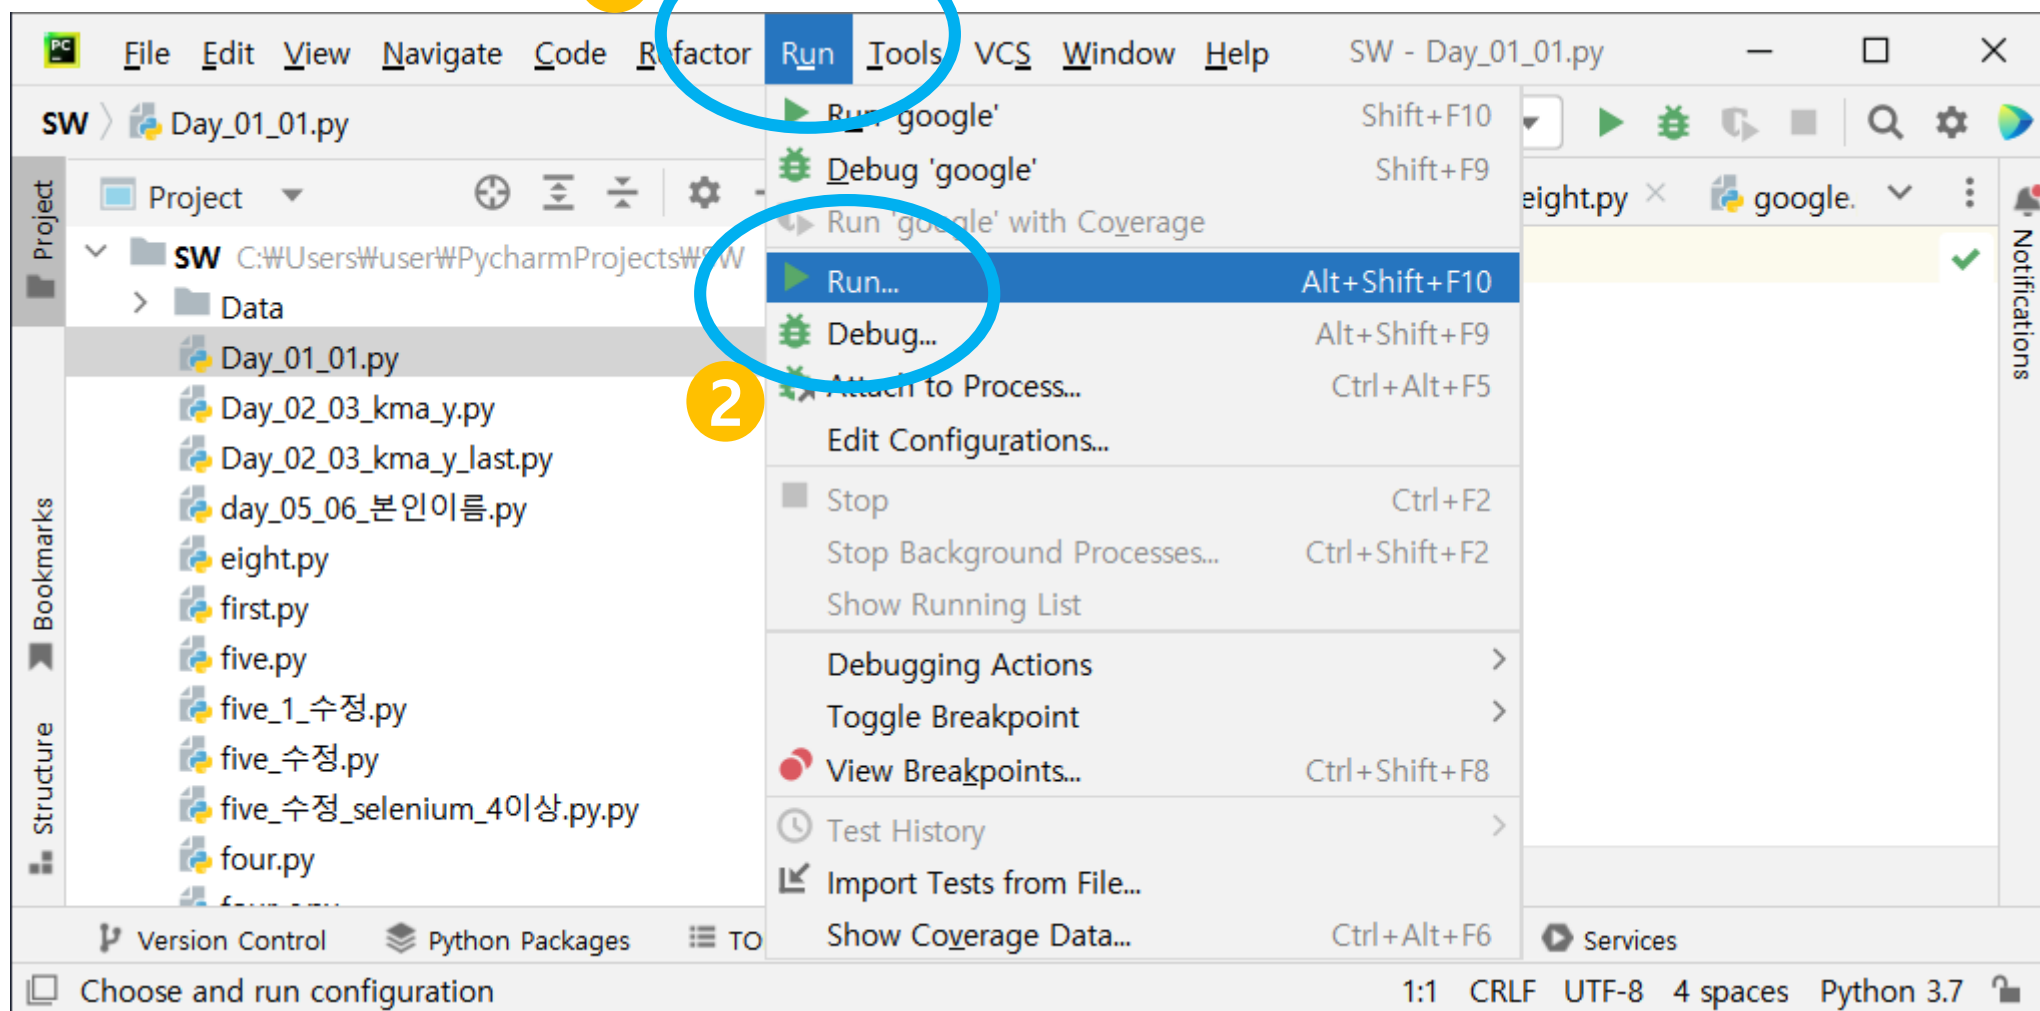 PC File Edit View Navigate Code Refactor Run Tools VCS Window Help SW - Day_01_01.py
SW Day_01_01.py
Project
Project
SW C:₩Users₩user₩PycharmProjects₩SW
Data
Day_01_01.py
Day_02_03_kma_y.py
Day_02_03_kma_y_last.py
day_05_06_본인이름.py
eight.py
first.py
five.py
five_1_수정.py
five_수정.py
five_수정_selenium_4이상.py.py
four.py
Bookmarks
Structure
Run 'google' Shift+F10
Debug 'google' Shift+F9
Run 'google' with Coverage
Run... Alt+Shift+F10
Debug... Alt+Shift+F9
2
Attach to Process... Ctrl+Alt+F5
Edit Configurations...
Stop Ctrl+F2
Stop Background Processes... Ctrl+Shift+F2
Show Running List
Debugging Actions
Toggle Breakpoint
View Breakpoints... Ctrl+Shift+F8
Test History
Import Tests from File...
Show Coverage Data... Ctrl+Alt+F6
eight.py google.
Notifications
Version Control Python Packages TO Services
Choose and run configuration 1:1 CRLF UTF-8 4 spaces Python 3.7